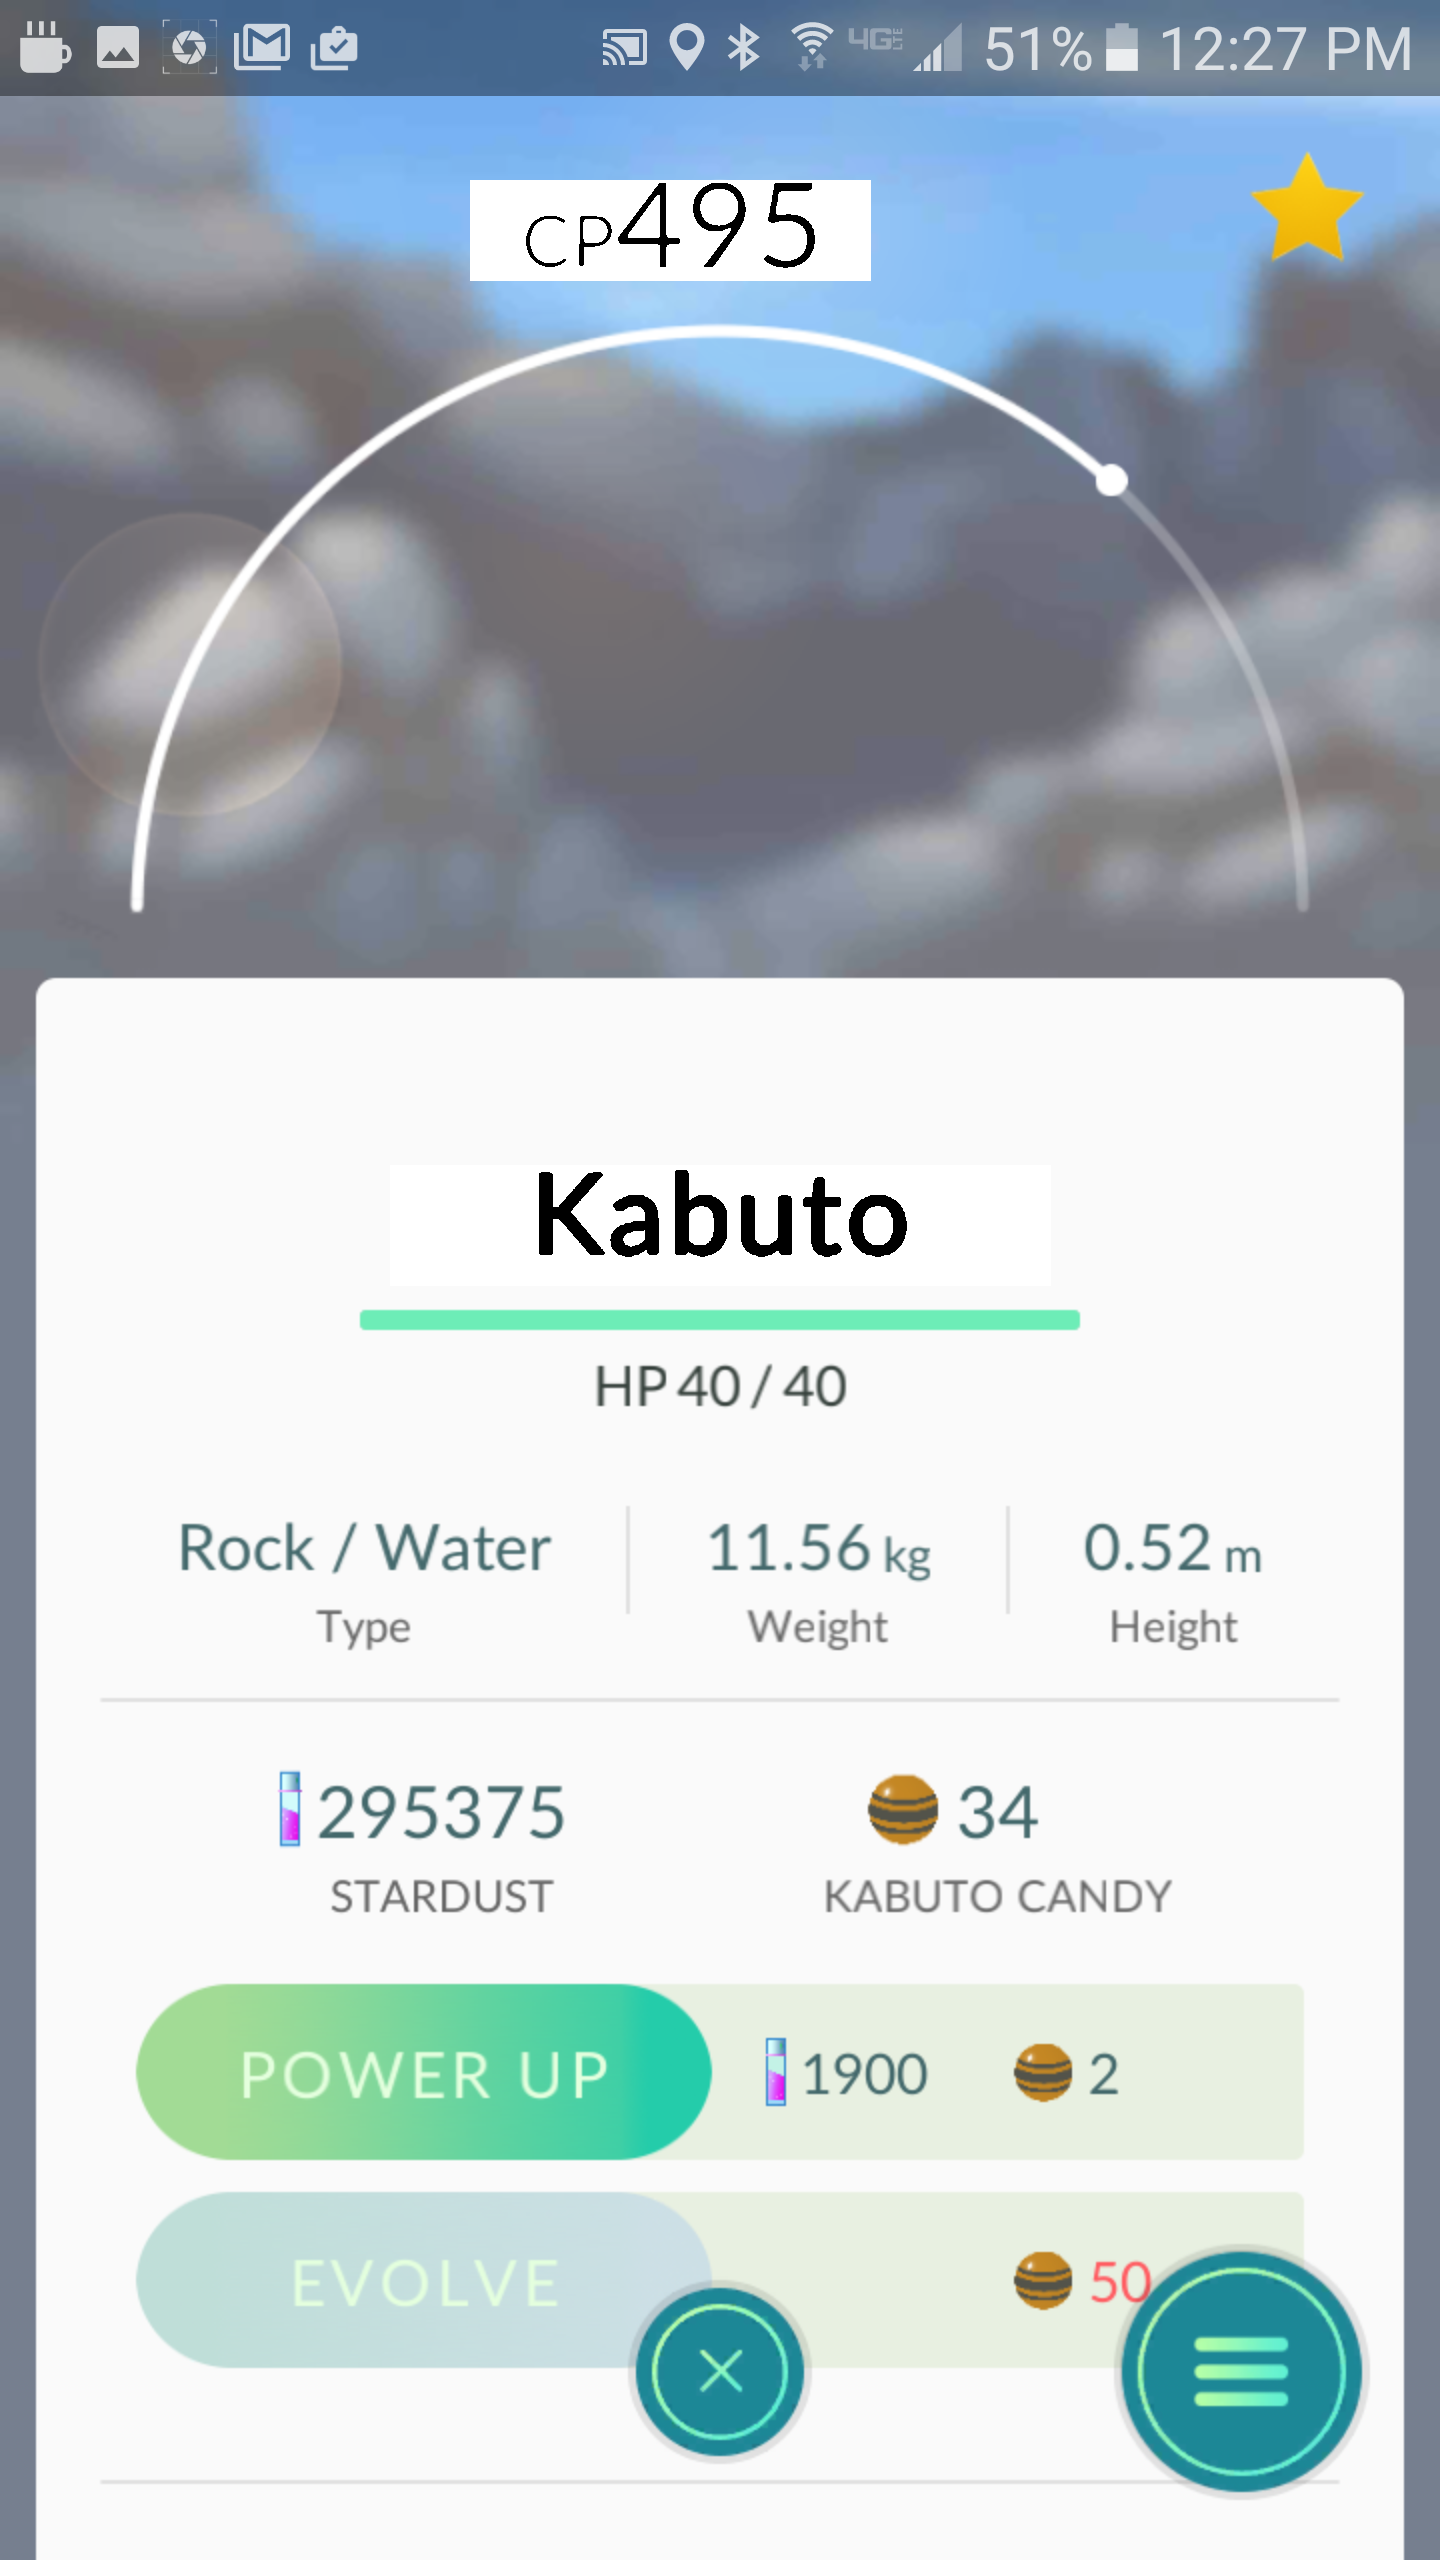 4G LTE 51% 12:27 PM
CP495
Kabuto
HP 40 / 40
Rock / Water 11.56 kg 0.52 m
Type Weight Height
295375 34
STARDUST KABUTO CANDY
POWER UP 1900 2
EVOLVE 50